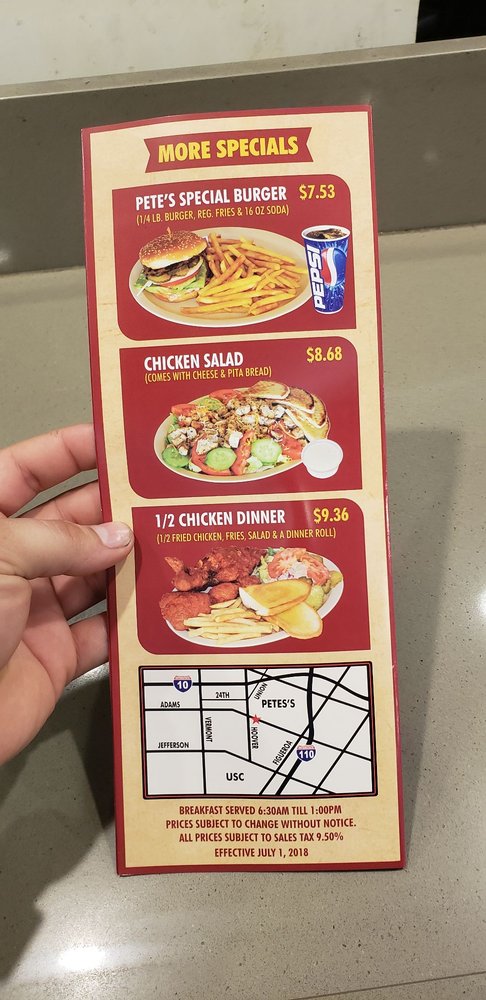 MORE SPECIALS
PETE'S SPECIAL BURGER $7.53
(1/4 LB. BURGER, REG. FRIES & 16 OZ SODA)
PEPSI
CHICKEN SALAD $8.68
(COMES WITH CHEESE & PITA BREAD)
1/2 CHICKEN DINNER $9.36
(1/2 FRIED CHICKEN, FRIES, SALAD & A DINNER ROLL)
10
24TH
UNION
ADAMS
PETES'S
VERMONT
HOOVER
JEFFERSON
FIGUEROA
110
USC
BREAKFAST SERVED 6:30AM TILL 1:00PM
PRICES SUBJECT TO CHANGE WITHOUT NOTICE.
ALL PRICES SUBJECT TO SALES TAX 9.50%
EFFECTIVE JULY 1, 2018